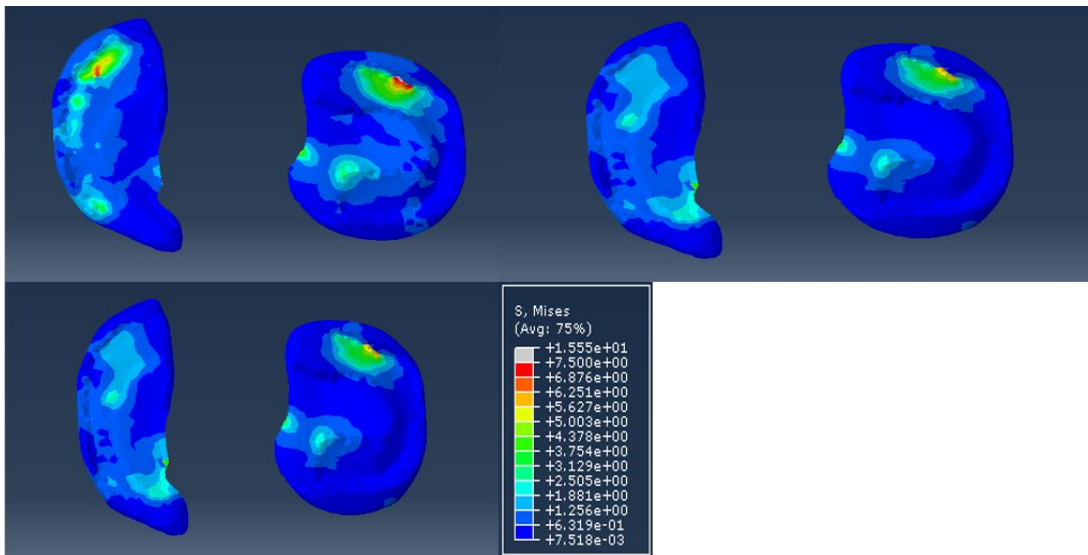 S, Mises
(Avg: 75%)
+1.555e+01
+7.500e+00
+6.876e+00
+6.251e+00
+5.627e+00
+5.003e+00
+4.378e+00
+3.754e+00
+3.129e+00
+2.505e+00
+1.881e+00
+1.256e+00
+6.319e-01
+7.518e-03